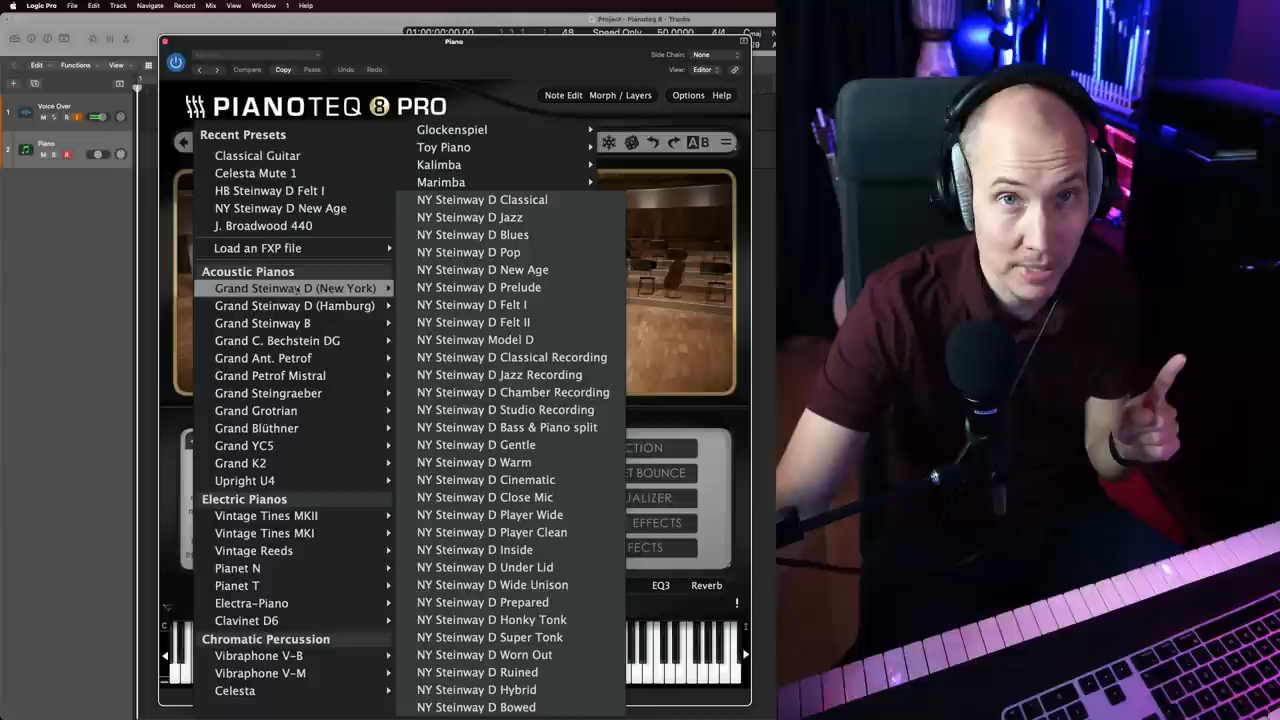 Logic Pro File Edit Track Navigate Record Mix View Window 1 Help
Project - Pianoteq 8 - Tracks
Edit Functions View
1 Voice Over
M S R I
2 Piano
M S R
Piano
Side Chain: None
Compare Copy Paste Undo Redo
View: Editor
PIANOTEQ 8 PRO
Note Edit Morph / Layers Options Help
A B
Recent Presets
Classical Guitar
Celesta Mute 1
HB Steinway D Felt I
NY Steinway D New Age
J. Broadwood 440
Load an FXP file
Acoustic Pianos
Grand Steinway D (New York)
Grand Steinway D (Hamburg)
Grand Steinway B
Grand C. Bechstein DG
Grand Ant. Petrof
Grand Petrof Mistral
Grand Steingraeber
Grand Grotrian
Grand Blüthner
Grand YC5
Grand K2
Upright U4
Electric Pianos
Vintage Tines MKII
Vintage Tines MKI
Vintage Reeds
Pianet N
Pianet T
Electra-Piano
Clavinet D6
Chromatic Percussion
Vibraphone V-B
Vibraphone V-M
Celesta
Glockenspiel
Toy Piano
Kalimba
Marimba
NY Steinway D Classical
NY Steinway D Jazz
NY Steinway D Blues
NY Steinway D Pop
NY Steinway D New Age
NY Steinway D Prelude
NY Steinway D Felt I
NY Steinway D Felt II
NY Steinway Model D
NY Steinway D Classical Recording
NY Steinway D Jazz Recording
NY Steinway D Chamber Recording
NY Steinway D Studio Recording
NY Steinway D Bass & Piano split
NY Steinway D Gentle
NY Steinway D Warm
NY Steinway D Cinematic
NY Steinway D Close Mic
NY Steinway D Player Wide
NY Steinway D Player Clean
NY Steinway D Inside
NY Steinway D Under Lid
NY Steinway D Wide Unison
NY Steinway D Prepared
NY Steinway D Honky Tonk
NY Steinway D Super Tonk
NY Steinway D Worn Out
NY Steinway D Ruined
NY Steinway D Hybrid
NY Steinway D Bowed
CTION
T BOUNCE
UALIZER
EFFECTS
FECTS
EQ3 Reverb
!